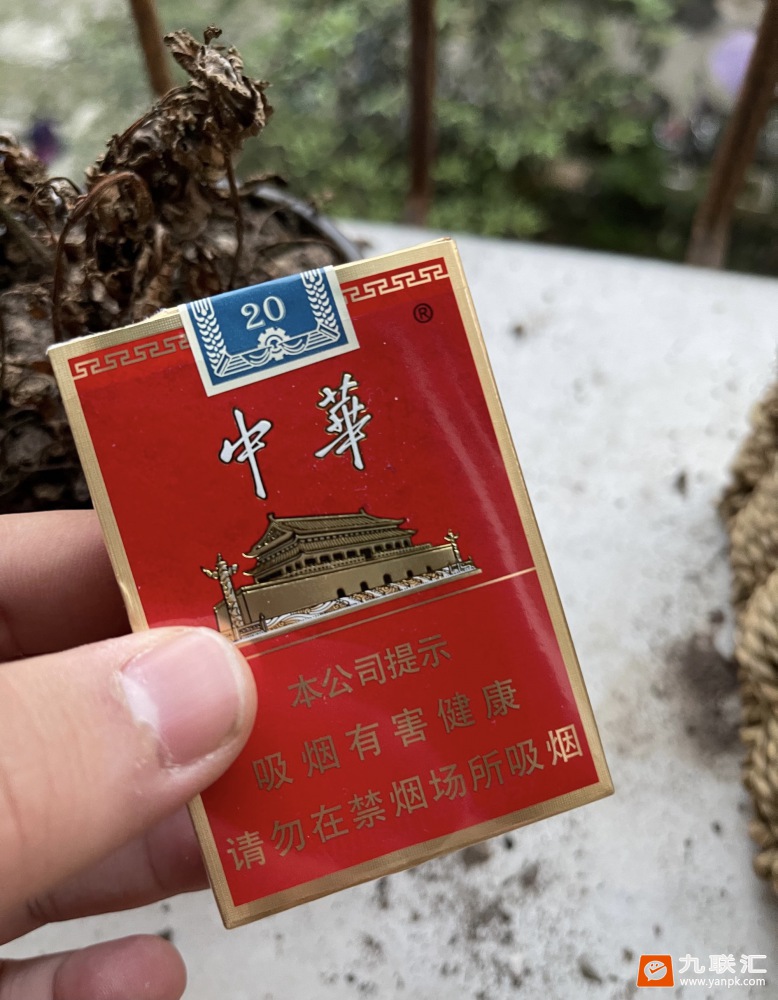 20
®
中華
本公司提示
吸烟有害健康
请勿在禁烟场所吸烟
九联汇
www.yanpk.com